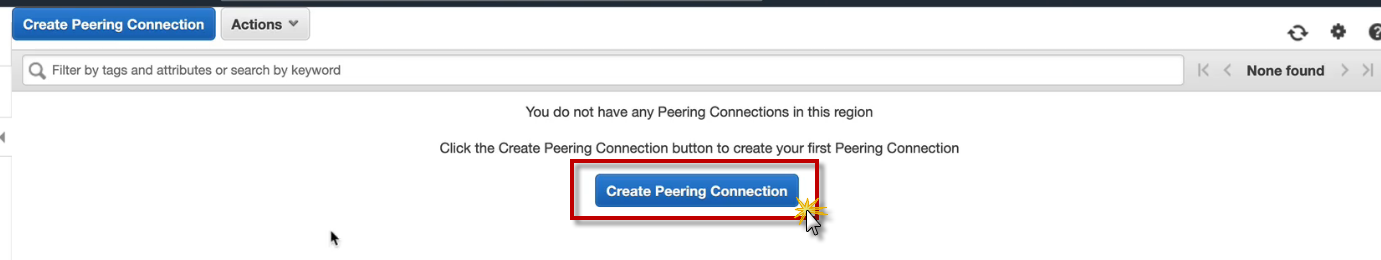 Create Peering Connection Actions
Filter by tags and attributes or search by keyword None found
You do not have any Peering Connections in this region
Click the Create Peering Connection button to create your first Peering Connection
Create Peering Connection